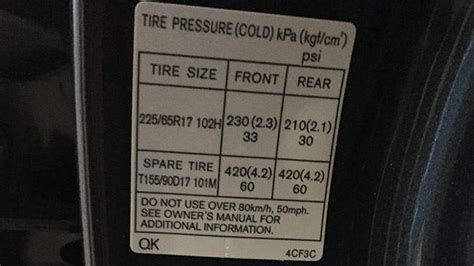 TIRE PRESSURE(COLD) kPa(kgf/cm²)
psi
TIRE SIZE FRONT REAR
225/65R17 102H 230(2.3) 210(2.1)
33 30
SPARE TIRE 420(4.2) 420(4.2)
T155/90D17 101M 60 60
DO NOT USE OVER 80km/h, 50mph.
SEE OWNER'S MANUAL FOR
ADDITIONAL INFORMATION.
QK 4CF3C